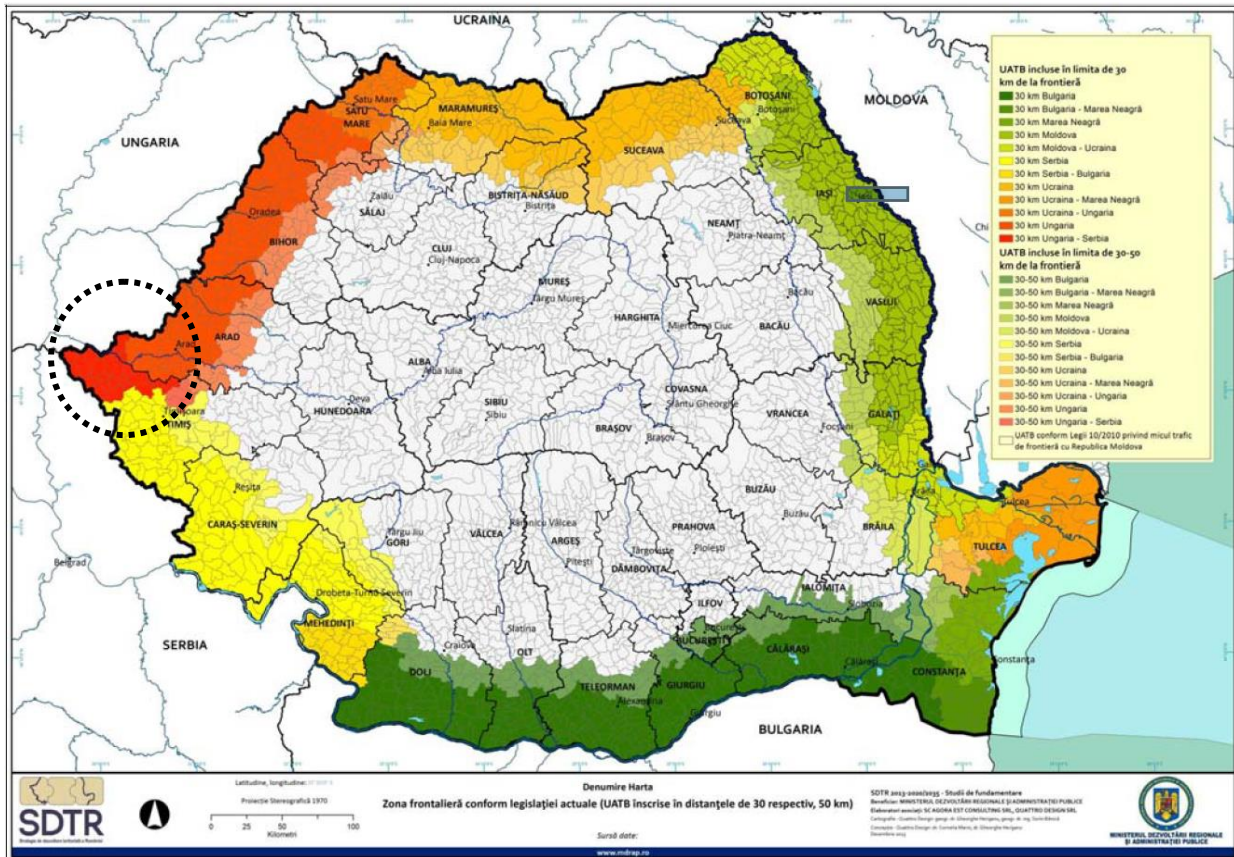 UCRAINA
UNGARIA
MOLDOVA
SERBIA
BULGARIA
Belgrad
Chi
Satu Mare
SATU
MARE
MARAMUREȘ
Baia Mare
SUCEAVA
Suceava
BOTOȘANI
Botoșani
IAȘI
Oradea
BIHOR
Zalău
SĂLAJ
BISTRIȚA-NĂSĂUD
Bistrița
CLUJ
Cluj-Napoca
NEAMȚ
Piatra-Neamț
MUREȘ
Târgu Mureș
HARGHITA
Miercurea Ciuc
BACĂU
Bacău
VASLUI
Arad
ARAD
ALBA
Alba Iulia
Deva
HUNEDOARA
SIBIU
Sibiu
COVASNA
Sfântu Gheorghe
BRAȘOV
Brașov
VRANCEA
Focșani
GALAȚI
Timișoara
TIMIȘ
Reșița
CARAȘ-SEVERIN
Târgu Jiu
GORJ
VÂLCEA
Râmnicu Vâlcea
ARGEȘ
Pitești
PRAHOVA
Ploiești
Târgoviște
DÂMBOVIȚA
BUZĂU
Buzău
BRĂILA
Brăila
Tulcea
TULCEA
Drobeta-Turnu Severin
MEHEDINȚI
Craiova
DOLJ
Slatina
OLT
TELEORMAN
Alexandria
ILFOV
București
BUCUREȘTI
GIURGIU
Giurgiu
IALOMIȚA
Slobozia
CĂLĂRAȘI
Călărași
CONSTANȚA
Constanța
UATB incluse în limita de 30
km de la frontieră
30 km Bulgaria
30 km Bulgaria - Marea Neagră
30 km Marea Neagră
30 km Moldova
30 km Moldova - Ucraina
30 km Serbia
30 km Serbia - Bulgaria
30 km Ucraina
30 km Ucraina - Marea Neagră
30 km Ucraina - Ungaria
30 km Ungaria
30 km Ungaria - Serbia
UATB incluse în limita de 30-50
km de la frontieră
30-50 km Bulgaria
30-50 km Bulgaria - Marea Neagră
30-50 km Marea Neagră
30-50 km Moldova
30-50 km Moldova - Ucraina
30-50 km Serbia
30-50 km Serbia - Bulgaria
30-50 km Ucraina
30-50 km Ucraina - Marea Neagră
30-50 km Ucraina - Ungaria
30-50 km Ungaria
30-50 km Ungaria - Serbia
UATB conform Legii 10/2010 privind micul trafic
de frontieră cu Republica Moldova
SDTR
Latitudine, longitudine:
Proiecție Stereografică 1970
0 25 50 100
Kilometri
Denumire Harta
Zona frontalieră conform legislației actuale (UATB înscrise în distanțele de 30 respectiv, 50 km)
Sursă date:
www.mdrap.ro
SDTR 2013-2020/2035 - Studii de fundamentare
Beneficiar: MINISTERUL DEZVOLTĂRII REGIONALE ȘI ADMINISTRAȚIEI PUBLICE
Elaboratori asociați: SC AGORA EST CONSULTING SRL, QUATTRO DESIGN SRL
MINISTERUL DEZVOLTĂRII REGIONALE
ȘI ADMINISTRAȚIEI PUBLICE